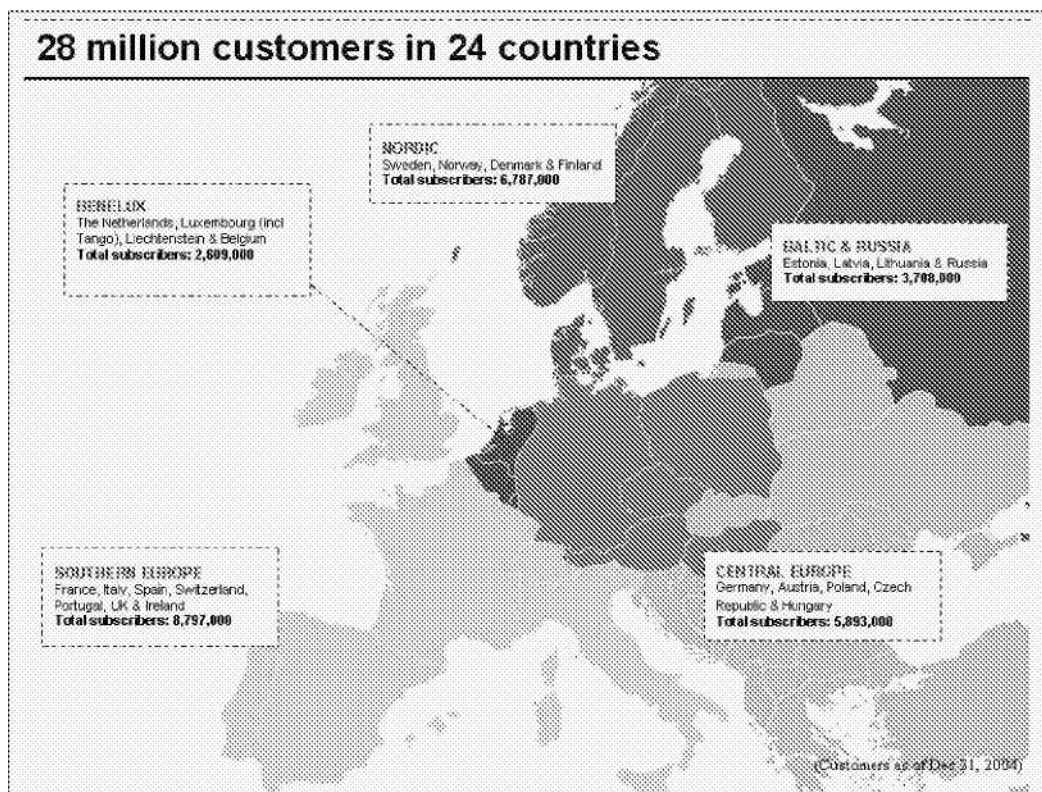 28 million customers in 24 countries
NORDIC
Sweden, Norway, Denmark & Finland
Total subscribers: 6,787,000
BENELUX
The Netherlands, Luxembourg (incl
Tango), Liechtenstein & Belgium
Total subscribers: 2,609,000
BALTIC & RUSSIA
Estonia, Latvia, Lithuania & Russia
Total subscribers: 3,708,000
SOUTHERN EUROPE
France, Italy, Spain, Switzerland,
Portugal, UK & Ireland
Total subscribers: 8,797,000
CENTRAL EUROPE
Germany, Austria, Poland, Czech
Republic & Hungary
Total subscribers: 5,893,000
(Customers as of Dec 31, 2004)